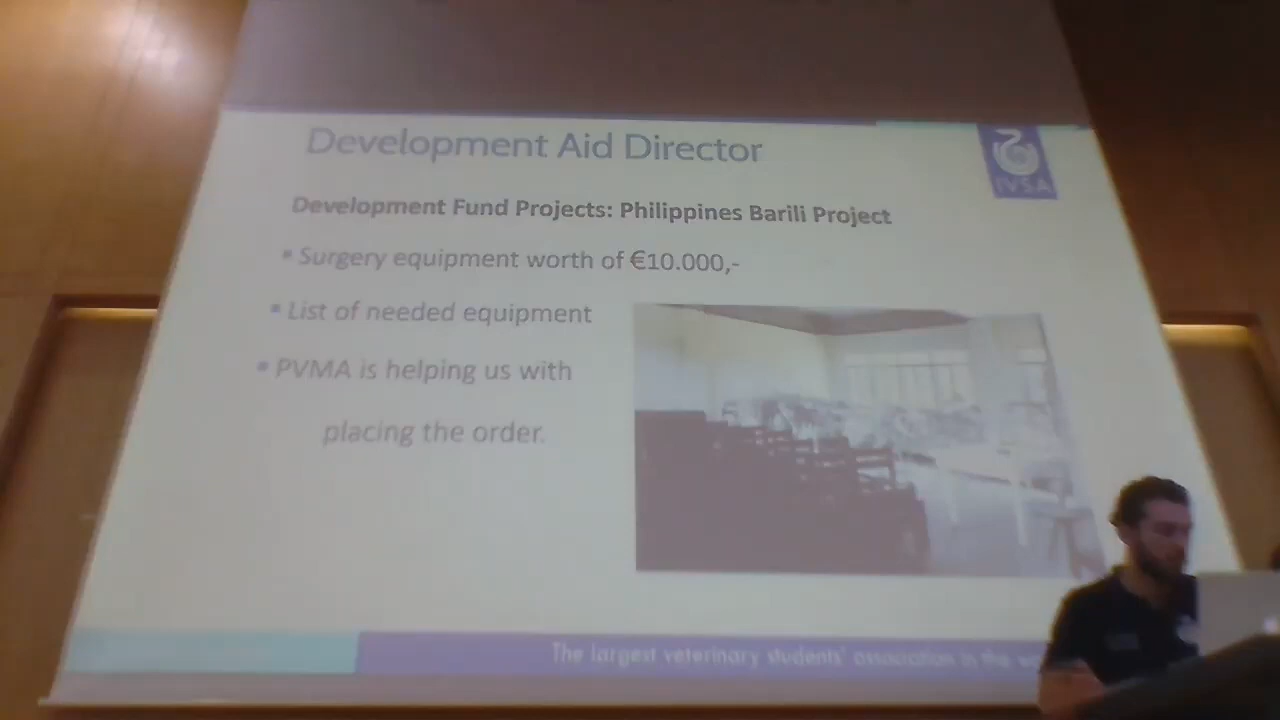 Development Aid Director
IVSA
Development Fund Projects: Philippines Barili Project
▪ Surgery equipment worth of €10.000,-
▪ List of needed equipment
▪ PVMA is helping us with
placing the order.
The largest veterinary students' association in the